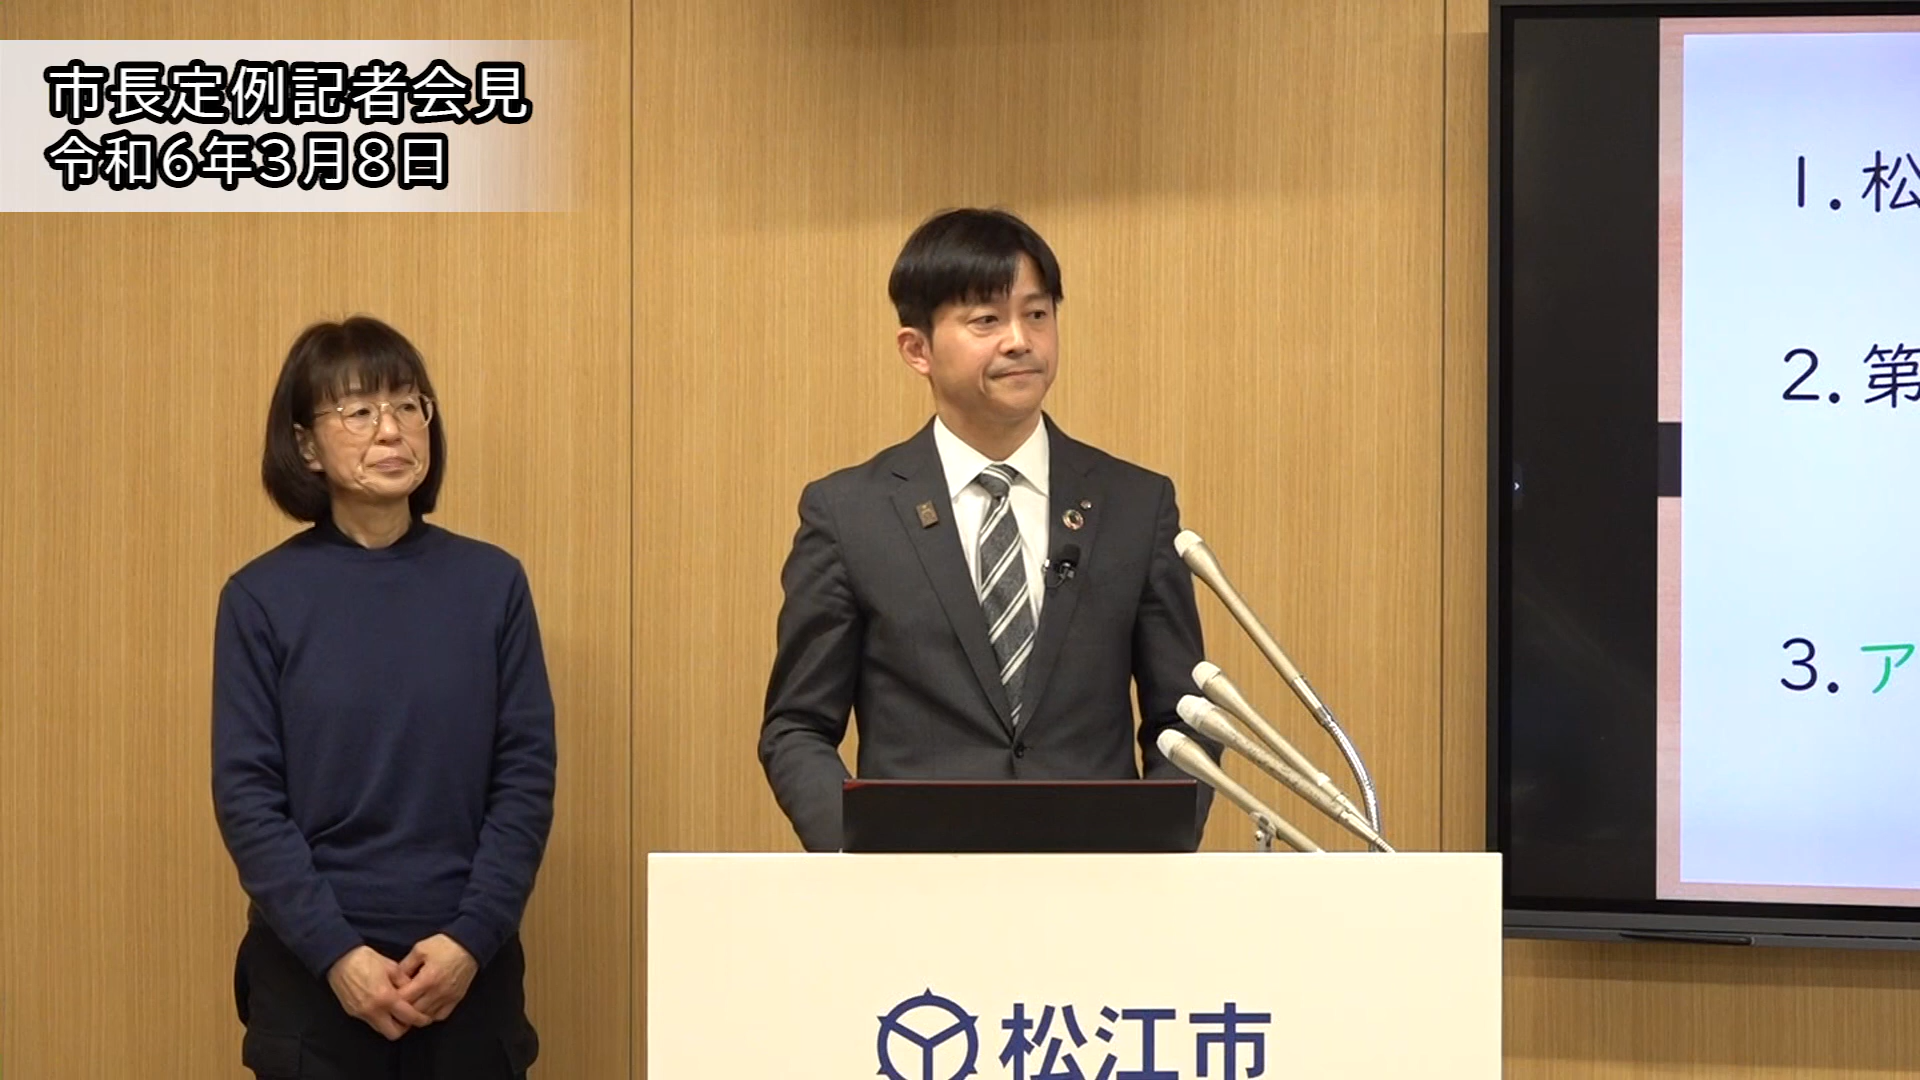 市長定例記者会見
令和6年3月8日
1. 松
2. 第
3. ア
松江市